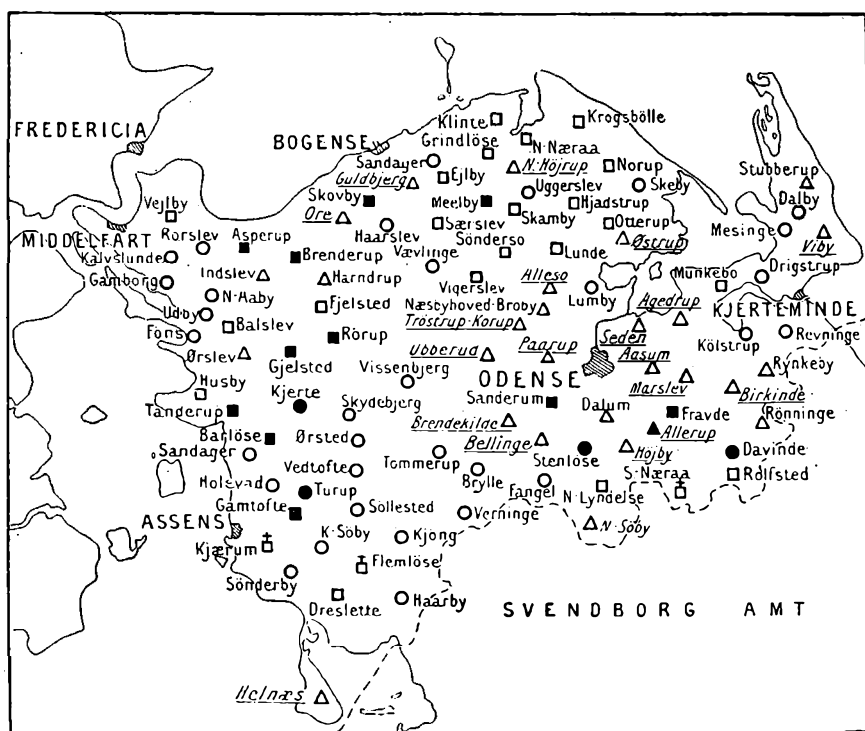 Klinte
Krogsbölle
FREDERICIA
BOGENSE
Grindlöse
N·Næraa
Sandager
N·Höjrup
Norup
Stubberup
Guldbjerg
Ejlby
Uggerslev
Skeby
Skovby
Meelby
Hjadstrup
Dalby
Vejlby
Ore
Særslev
Skamby
Otterup
Mesinge
Viby
MIDDELFART
Rorslev
Asperup
Haarslev
Sönderso
Lunde
Østrup
Kalvslunde
Brenderup
Vævlinge
Drigstrup
Gamborg
Indslev
Harndrup
Vigerslev
Alleso
Lumby
Munkebo
N·Haby
Fjelsted
Næsbyhoved-Broby
Agedrup
KJERTEMINDE
Udby
Balslev
Tröstrup-Korup
Seden
Kölstrup
Revninge
Fons
Rörup
Ørslev
Gjelsted
Ubberud
Paarup
Aasum
Rynkeby
Husby
Kjerte
Vissenbjerg
ODENSE
Marslev
Birkinde
Tanderup
Skydebjerg
Sanderum
Dalum
Fravde
Rönninge
Barlöse
Ørsted
Brendekilde
Allerup
Sandager
Bellinge
Stenlöse
Höjby
Davinde
Vedtofte
Tommerup
Brylle
S·Næraa
Rolfsted
Holevad
Turup
Fangel
N·Lyndelse
Gamtofte
Söllested
Verninge
ASSENS
K·Söby
Kjöng
N·Söby
Kjærum
Flemlöse
Sönderby
Dreslette
Haarby
SVENDBORG AMT
Helnæs